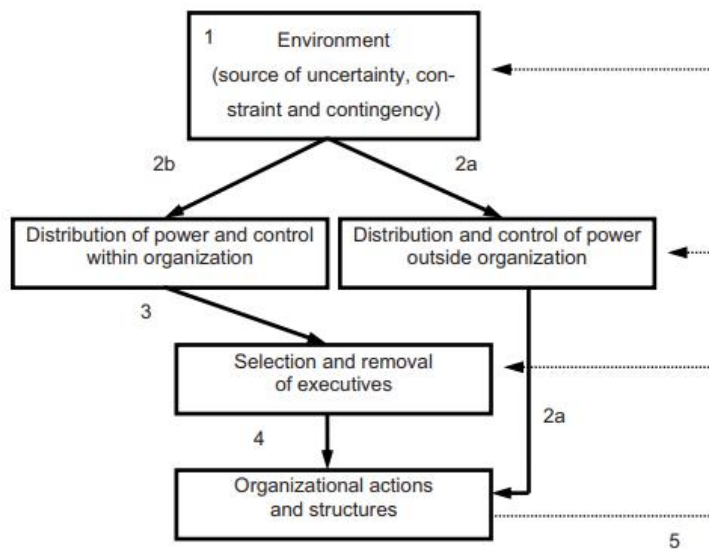 1 Environment
(source of uncertainty, con-
straint and contingency)
2b
2a
Distribution of power and control
within organization
Distribution and control of power
outside organization
3
Selection and removal
of executives
4
2a
Organizational actions
and structures
5